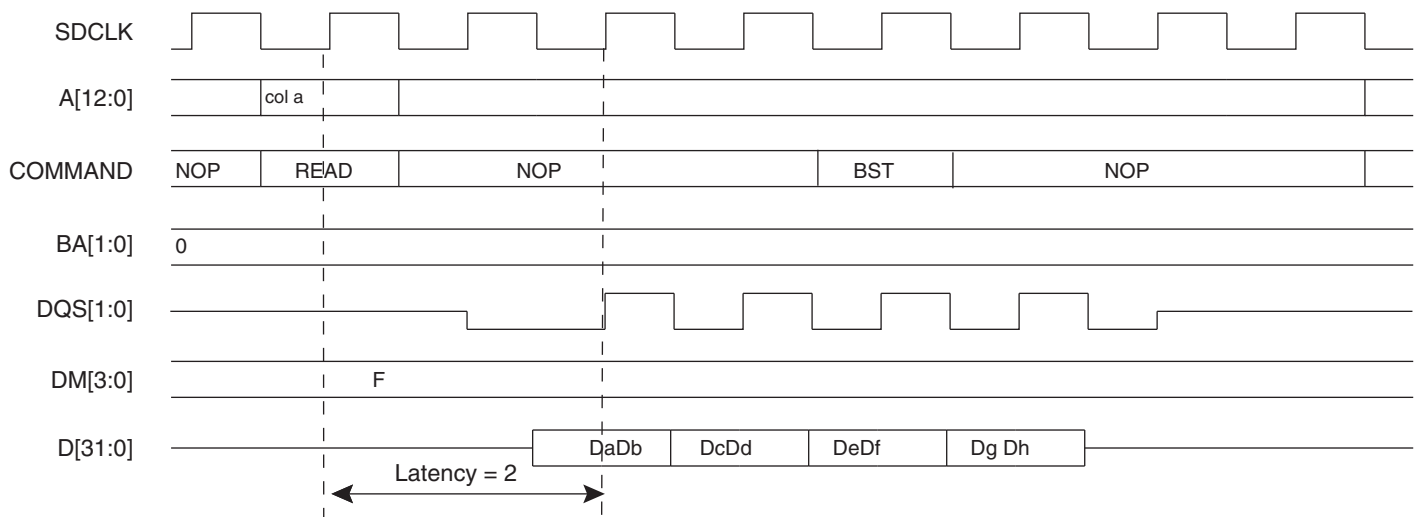 SDCLK
A[12:0] col a
COMMAND NOP READ NOP BST NOP
BA[1:0] 0
DQS[1:0]
DM[3:0] F
D[31:0] DaDb DcDd DeDf Dg Dh
Latency = 2